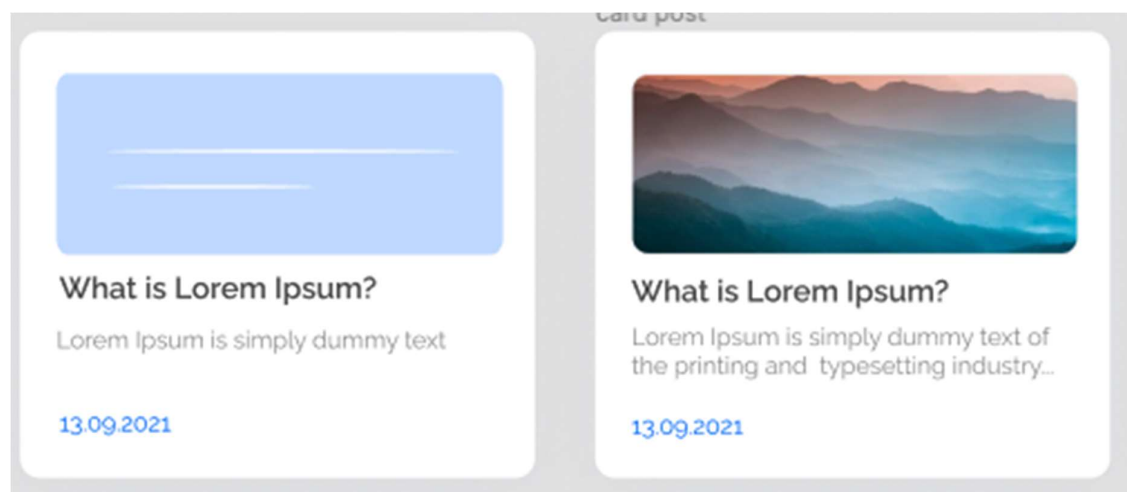 card post
What is Lorem Ipsum?
Lorem Ipsum is simply dummy text
13.09.2021
What is Lorem Ipsum?
Lorem Ipsum is simply dummy text of
the printing and  typesetting industry...
13.09.2021